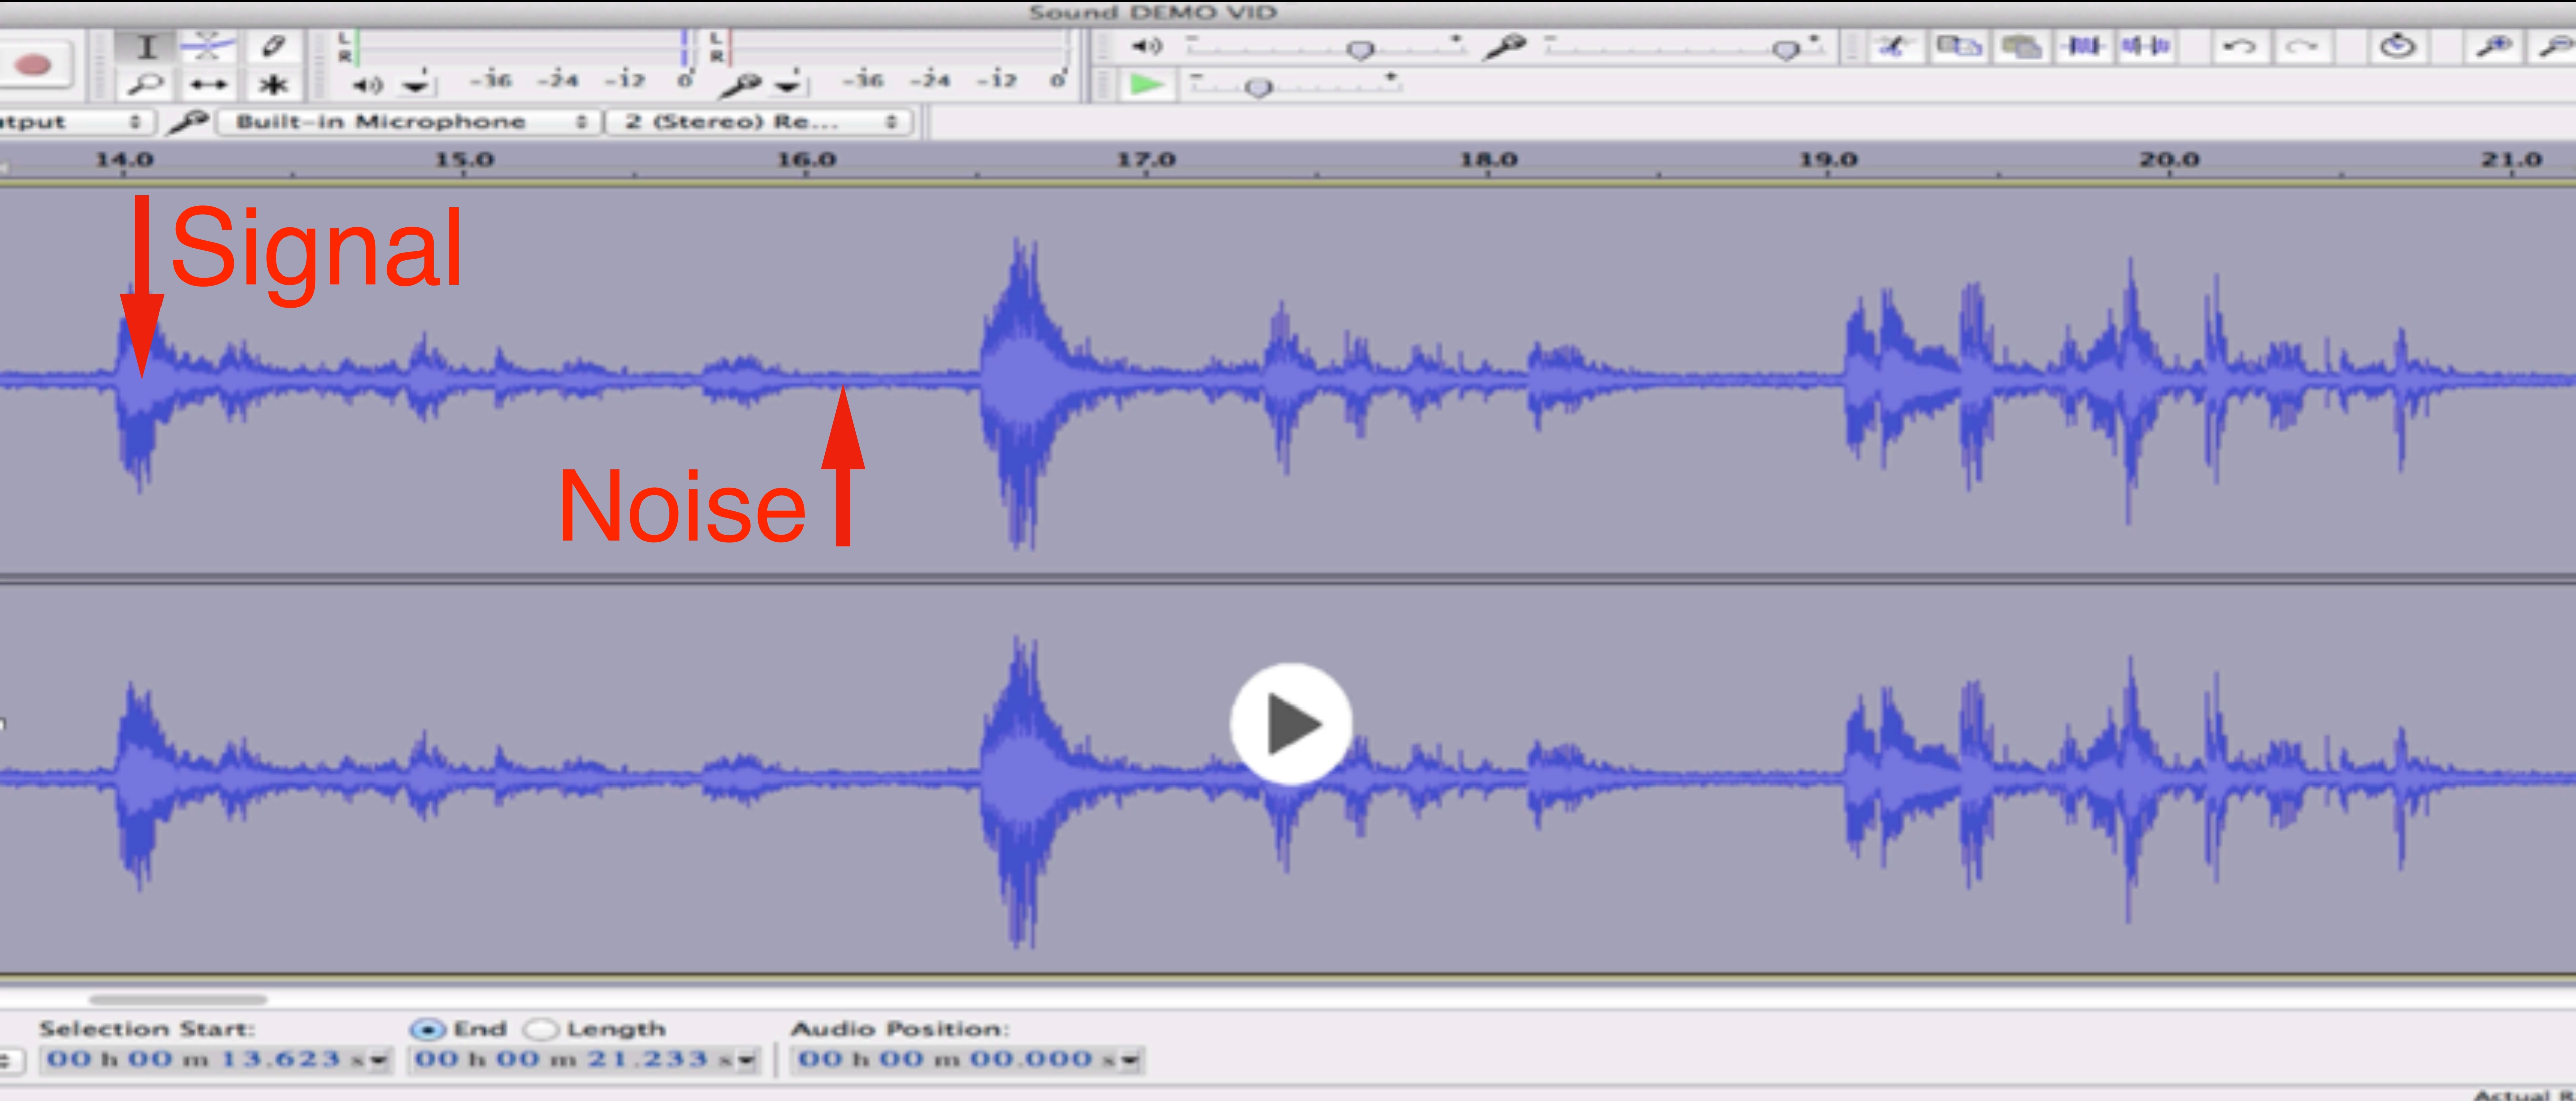 Sound DEMO VID
L
R
L
R
-36 -24 -12 0
-36 -24 -12 0
tput
Built-in Microphone
2 (Stereo) Re...
14.0 15.0 16.0 17.0 18.0 19.0 20.0 21.0
Signal
Noise
Selection Start:
End
Length
Audio Position:
00 h 00 m 13.623 s
00 h 00 m 21.233 s
00 h 00 m 00.000 s
Actual R